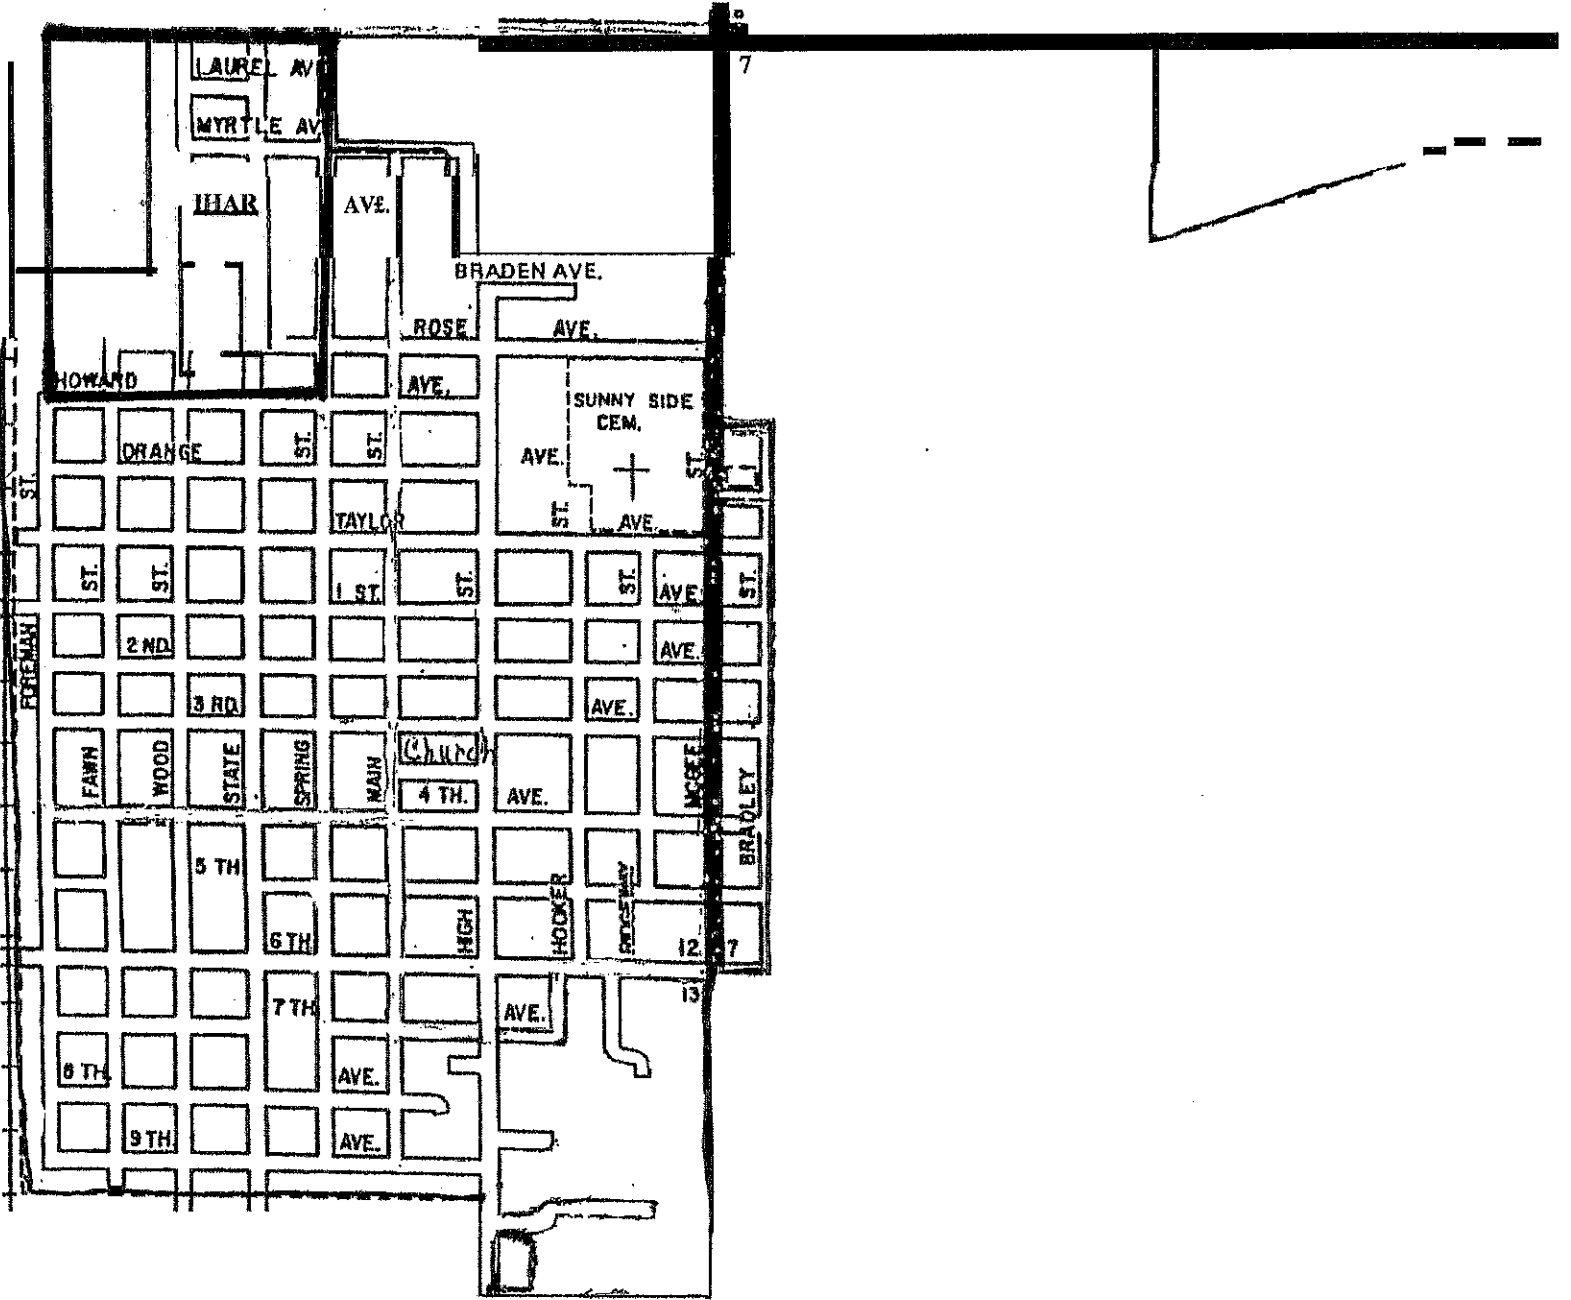 7
LAUREL AV
MYRTLE AV
IHAR AVE.
BRADEN AVE.
ROSE AVE.
HOWARD AVE.
SUNNY SIDE
CEM.
ORANGE ST. ST. AVE. ST.
ST. TAYLOR ST. AVE.
ST. ST. 1 ST. ST. ST. AVE. ST.
2 ND. AVE.
FOREMAN 3 RD. AVE.
Church
FAWN WOOD STATE SPRING MAIN 4 TH. AVE. MCGEE BRADLEY
5 TH
6 TH HIGH HOOKER RIDGEWAY 12 7
7 TH AVE. 13
8 TH. AVE.
9 TH. AVE.